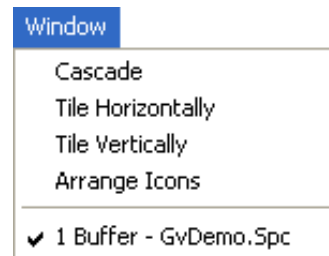 Window
Cascade
Tile Horizontally
Tile Vertically
Arrange Icons
1 Buffer - GvDemo.Spc